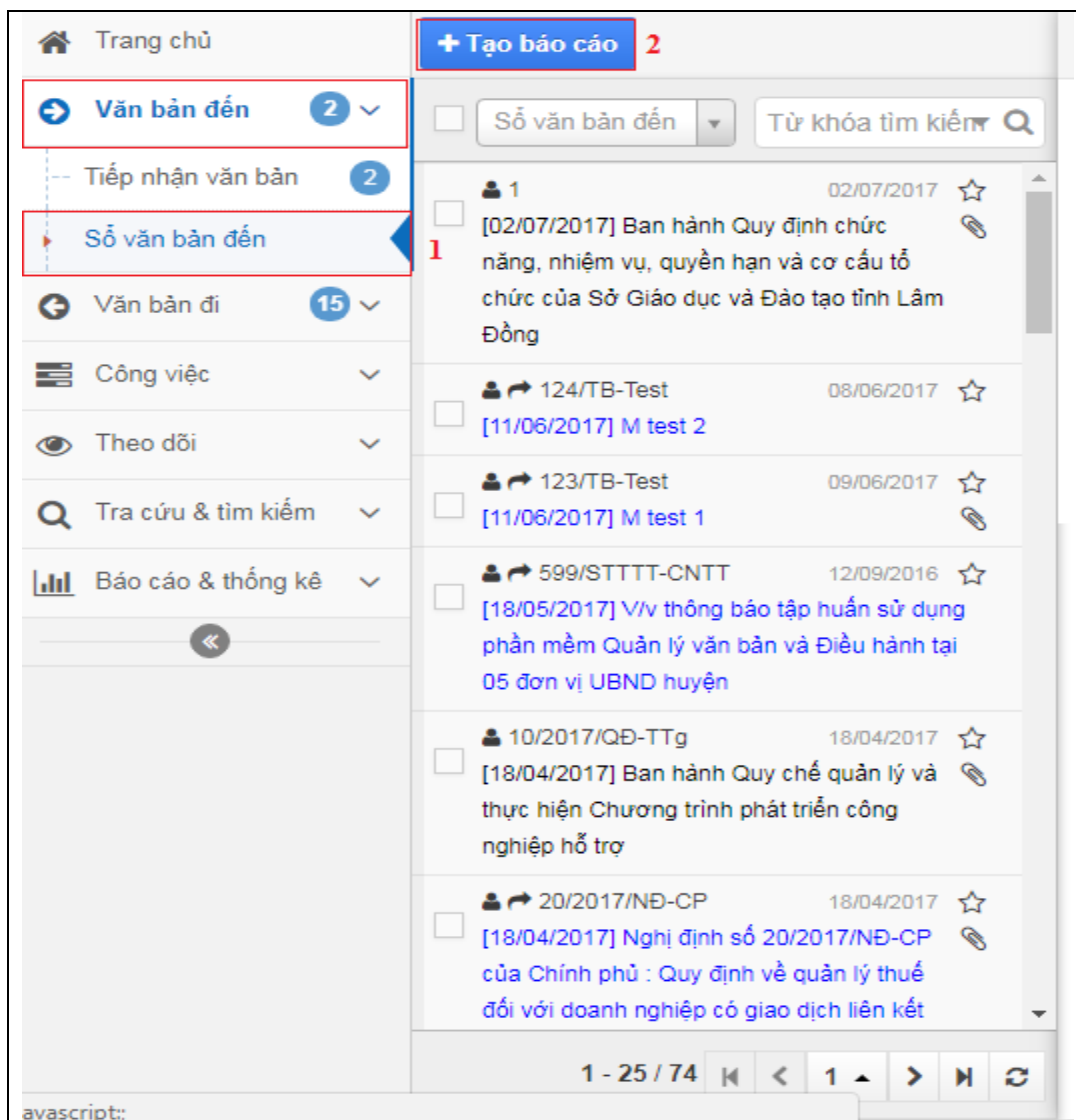 Trang chủ
Văn bản đến 2
Tiếp nhận văn bản 2
Sổ văn bản đến
1
Văn bản đi 15
Công việc
Theo dõi
Tra cứu & tìm kiếm
Báo cáo & thống kê
+ Tạo báo cáo 2
Sổ văn bản đến
Từ khóa tìm kiếm
1 02/07/2017
[02/07/2017] Ban hành Quy định chức
năng, nhiệm vụ, quyền hạn và cơ cấu tổ
chức của Sở Giáo dục và Đào tạo tỉnh Lâm
Đồng
124/TB-Test 08/06/2017
[11/06/2017] M test 2
123/TB-Test 09/06/2017
[11/06/2017] M test 1
599/STTTT-CNTT 12/09/2016
[18/05/2017] V/v thông báo tập huấn sử dụng
phần mềm Quản lý văn bản và Điều hành tại
05 đơn vị UBND huyện
10/2017/QĐ-TTg 18/04/2017
[18/04/2017] Ban hành Quy chế quản lý và
thực hiện Chương trình phát triển công
nghiệp hỗ trợ
20/2017/NĐ-CP 18/04/2017
[18/04/2017] Nghị định số 20/2017/NĐ-CP
của Chính phủ : Quy định về quản lý thuế
đối với doanh nghiệp có giao dịch liên kết
1 - 25 / 74 1
avascript:;